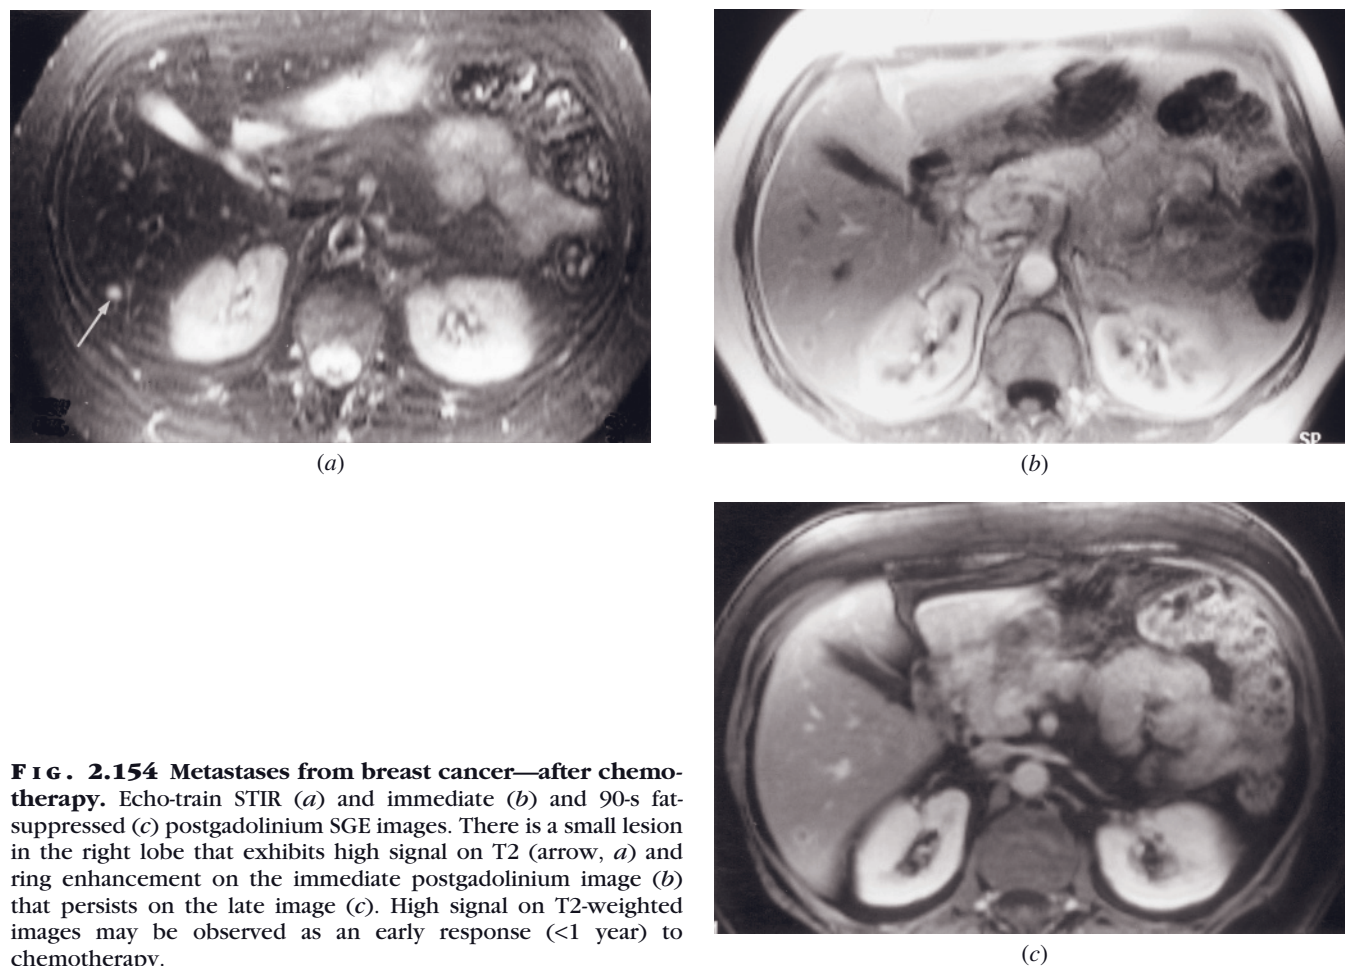 (a)
SP
(b)
(c)
FIG. 2.154 Metastases from breast cancer—after chemo-
therapy. Echo-train STIR (a) and immediate (b) and 90-s fat-
suppressed (c) postgadolinium SGE images. There is a small lesion
in the right lobe that exhibits high signal on T2 (arrow, a) and
ring enhancement on the immediate postgadolinium image (b)
that persists on the late image (c). High signal on T2-weighted
images may be observed as an early response (<1 year) to
chemotherapy.